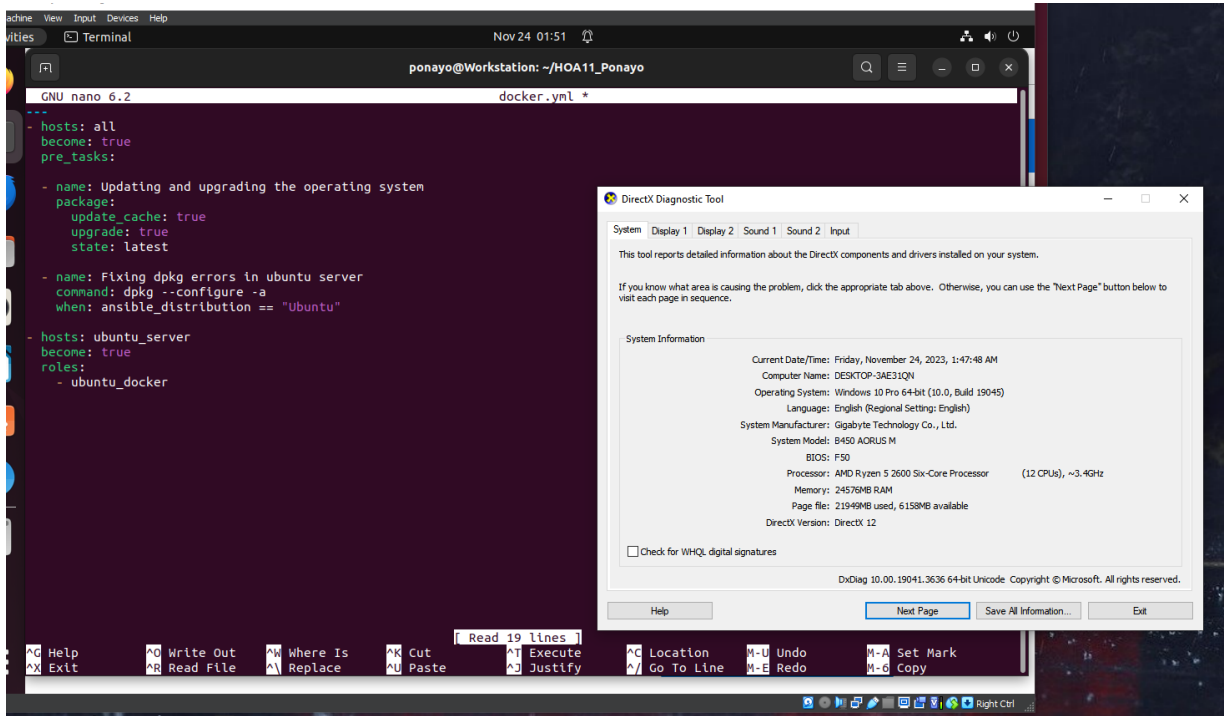 achine View Input Devices Help
vities Terminal Nov 24 01:51
ponayo@Workstation: ~/HOA11_Ponayo
GNU nano 6.2 docker.yml *
---
- hosts: all
become: true
pre_tasks:
- name: Updating and upgrading the operating system
package:
update_cache: true
upgrade: true
state: latest
- name: Fixing dpkg errors in ubuntu server
command: dpkg --configure -a
when: ansible_distribution == "Ubuntu"
- hosts: ubuntu_server
become: true
roles:
- ubuntu_docker
[ Read 19 lines ]
^G Help ^O Write Out ^W Where Is ^K Cut ^T Execute ^C Location M-U Undo M-A Set Mark
^X Exit ^R Read File ^\ Replace ^U Paste ^J Justify ^/ Go To Line M-E Redo M-6 Copy
Right Ctrl
DirectX Diagnostic Tool
System Display 1 Display 2 Sound 1 Sound 2 Input
This tool reports detailed information about the DirectX components and drivers installed on your system.
If you know what area is causing the problem, click the appropriate tab above. Otherwise, you can use the "Next Page" button below to
visit each page in sequence.
System Information
Current Date/Time: Friday, November 24, 2023, 1:47:48 AM
Computer Name: DESKTOP-3AE31QN
Operating System: Windows 10 Pro 64-bit (10.0, Build 19045)
Language: English (Regional Setting: English)
System Manufacturer: Gigabyte Technology Co., Ltd.
System Model: B450 AORUS M
BIOS: F50
Processor: AMD Ryzen 5 2600 Six-Core Processor (12 CPUs), ~3.4GHz
Memory: 24576MB RAM
Page file: 21949MB used, 6158MB available
DirectX Version: DirectX 12
Check for WHQL digital signatures
DxDiag 10.00.19041.3636 64-bit Unicode Copyright © Microsoft. All rights reserved.
Help Next Page Save All Information... Exit